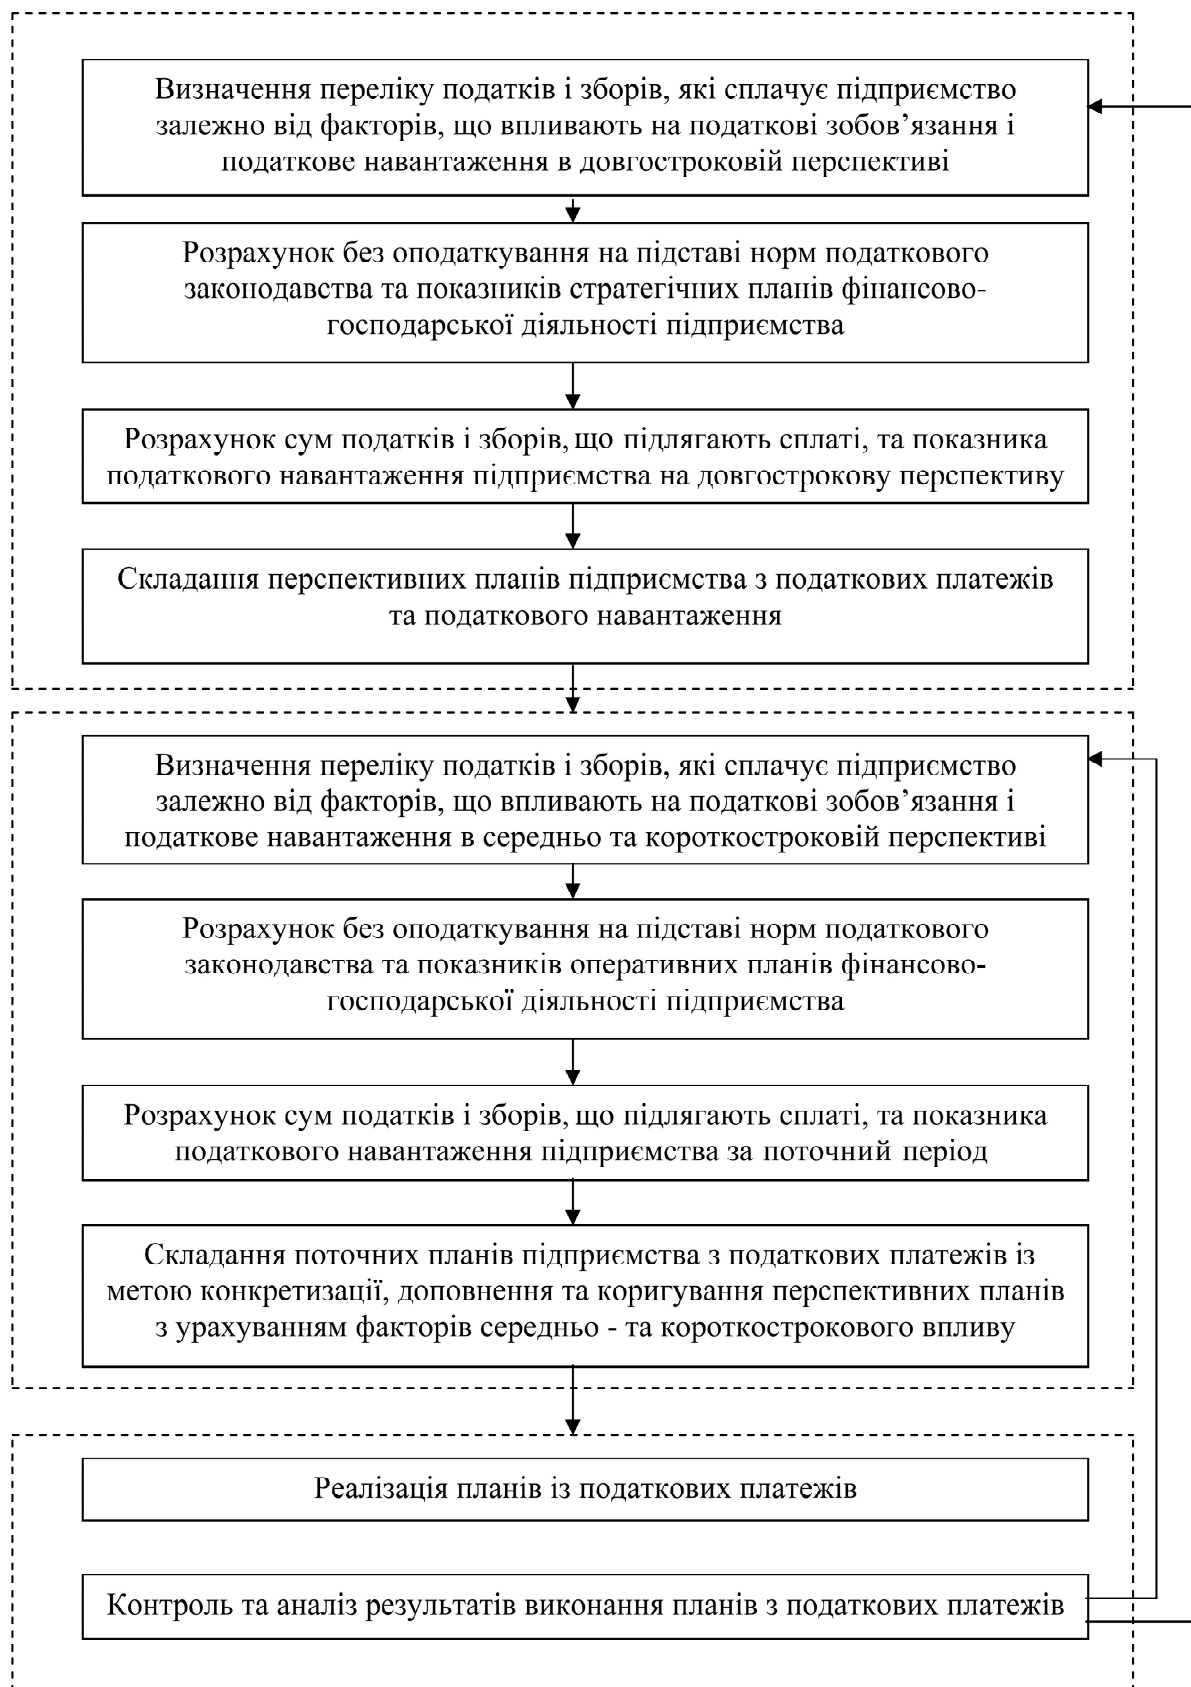 Визначення переліку податків і зборів, які сплачує підприємство
залежно від факторів, що впливають на податкові зобов’язання і
податкове навантаження в довгостроковій перспективі
Розрахунок без оподаткування на підставі норм податкового
законодавства та показників стратегічних планів фінансово-
господарської діяльності підприємства
Розрахунок сум податків і зборів, що підлягають сплаті, та показника
податкового навантаження підприємства на довгострокову перспективу
Складання перспективних планів підприємства з податкових платежів
та податкового навантаження
Визначення переліку податків і зборів, які сплачує підприємство
залежно від факторів, що впливають на податкові зобов’язання і
податкове навантаження в середньо та короткостроковій перспективі
Розрахунок без оподаткування на підставі норм податкового
законодавства та показників оперативних планів фінансово-
господарської діяльності підприємства
Розрахунок сум податків і зборів, що підлягають сплаті, та показника
податкового навантаження підприємства за поточний період
Складання поточних планів підприємства з податкових платежів із
метою конкретизації, доповнення та коригування перспективних планів
з урахуванням факторів середньо - та короткострокового впливу
Реалізація планів із податкових платежів
Контроль та аналіз результатів виконання планів з податкових платежів